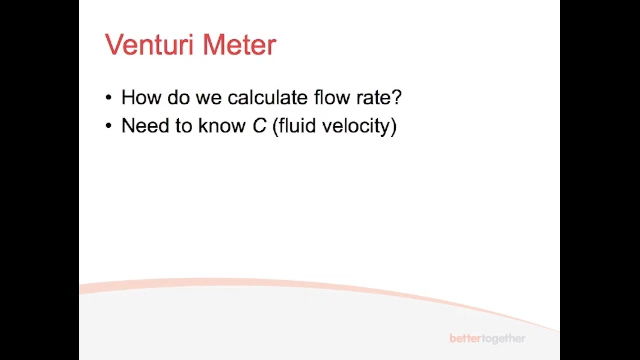 Venturi Meter
• How do we calculate flow rate?
• Need to know C (fluid velocity)
bettertogether